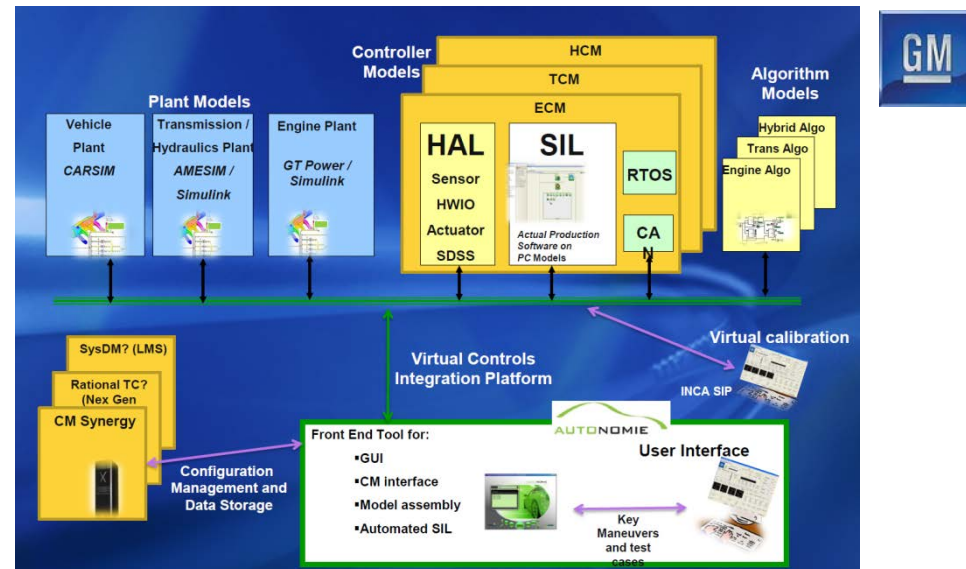 GM
Controller
Models
HCM
TCM
ECM
Algorithm
Models
Plant Models
Vehicle
Plant
CARSIM
Transmission /
Hydraulics Plant
AMESIM /
Simulink
Engine Plant
GT Power /
Simulink
HAL
Sensor
HWIO
Actuator
SDSS
SIL
Actual Production
Software on
PC Models
RTOS
CA
N
Hybrid Algo
Trans Algo
Engine Algo
SysDM? (LMS)
Rational TC?
(Nex Gen
CM Synergy
Virtual Controls
Integration Platform
Virtual calibration
INCA SIP
Configuration
Management and
Data Storage
AUTONOMIE
Front End Tool for:
▪GUI
▪CM interface
▪Model assembly
▪Automated SIL
User Interface
Key
Maneuvers
and test
cases